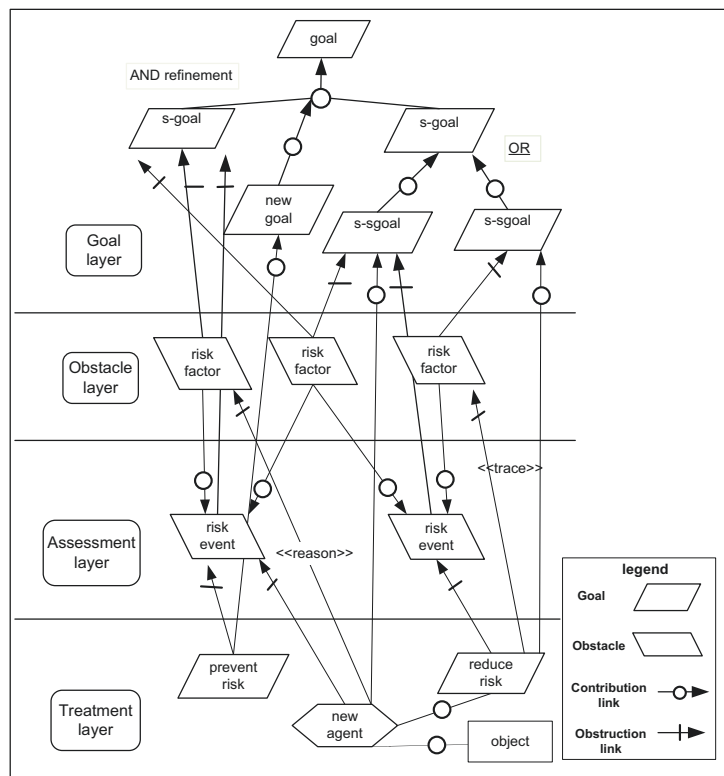 goal
AND refinement
s-goal
s-goal
OR
new
goal
s-sgoal
s-sgoal
Goal
layer
risk
factor
risk
factor
risk
factor
Obstacle
layer
<<trace>>
risk
event
risk
event
Assessment
layer
<<reason>>
legend
Goal
Obstacle
Contribution
link
Obstruction
link
prevent
risk
reduce
risk
Treatment
layer
new
agent
object